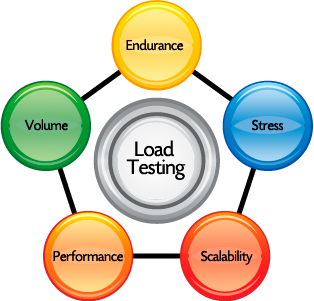 Endurance
Volume
Stress
Load
Testing
Performance
Scalability